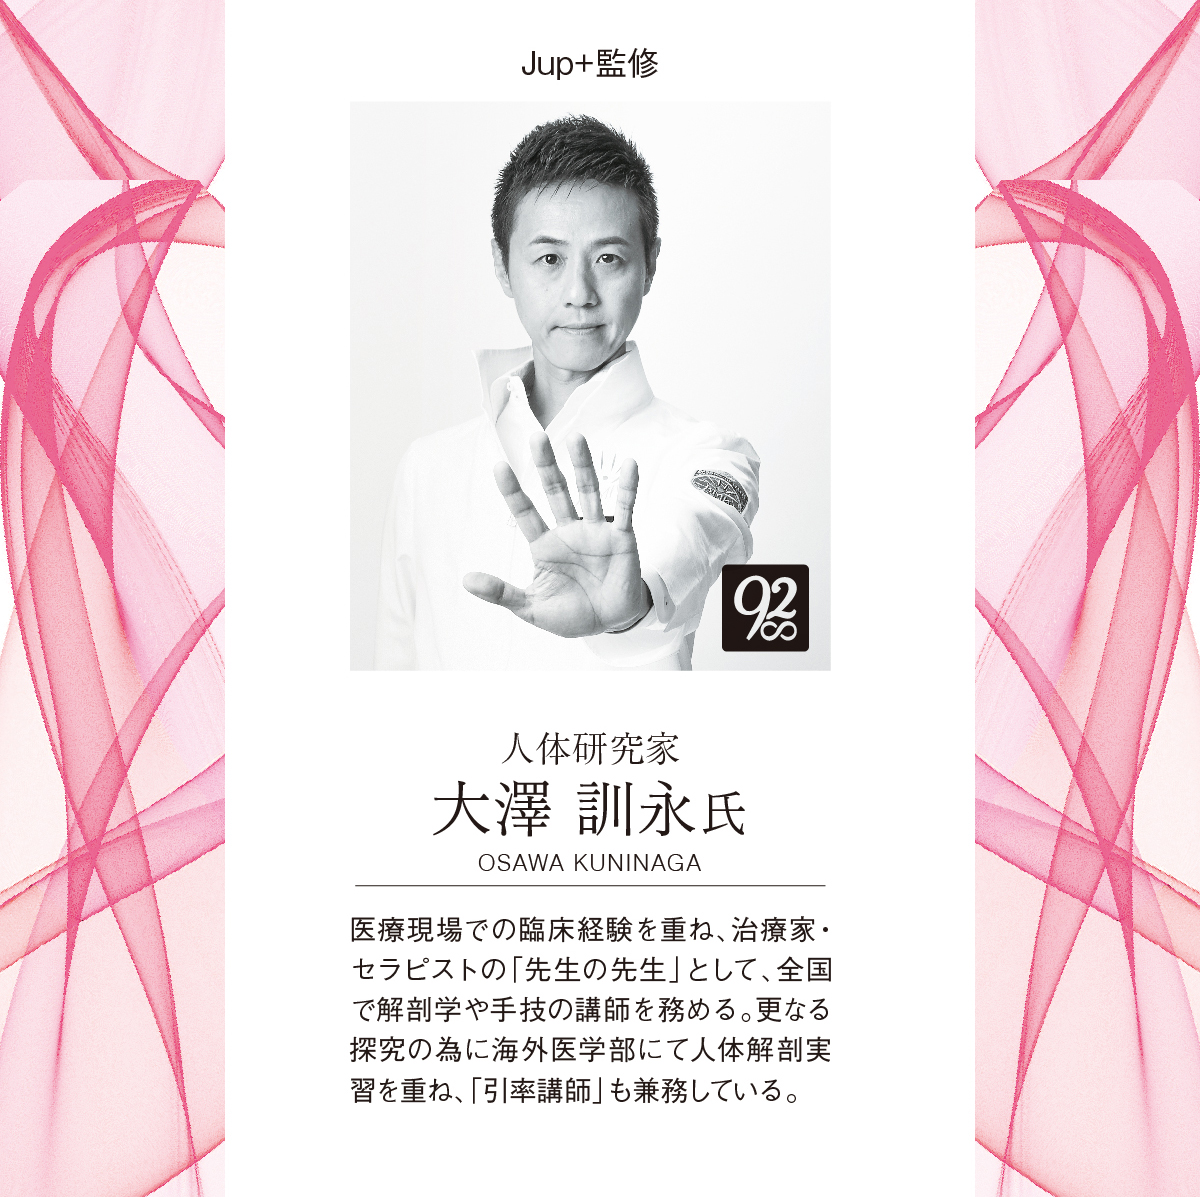 Jup+監修
92
人体研究家
大澤 訓永氏
OSAWA KUNINAGA
医療現場での臨床経験を重ね、治療家・
セラピストの「先生の先生」として、全国
で解剖学や手技の講師を務める。更なる
探究の為に海外医学部にて人体解剖実
習を重ね、「引率講師」も兼務している。